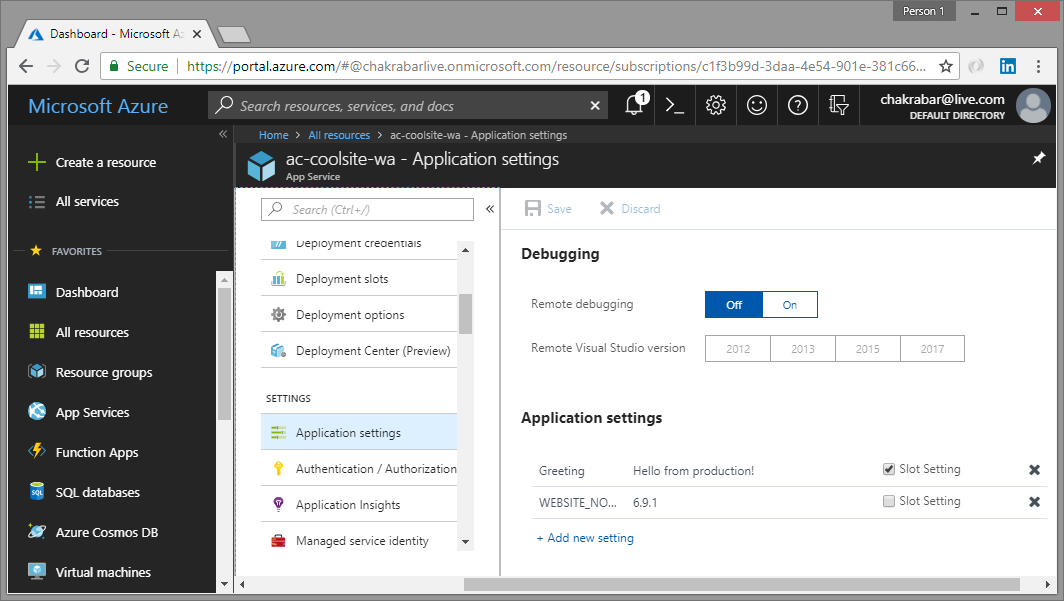 Person 1
Dashboard - Microsoft Az
Secure
https://portal.azure.com/#@chakrabarlive.onmicrosoft.com/resource/subscriptions/c1f3b99d-3daa-4e54-901e-381c66...
Microsoft Azure
Search resources, services, and docs
1
chakrabar@live.com
DEFAULT DIRECTORY
Home > All resources > ac-coolsite-wa - Application settings
ac-coolsite-wa - Application settings
App Service
Create a resource
All services
FAVORITES
Dashboard
All resources
Resource groups
App Services
Function Apps
SQL databases
Azure Cosmos DB
Virtual machines
Search (Ctrl+/)
Deployment credentials
Deployment slots
Deployment options
Deployment Center (Preview)
SETTINGS
Application settings
Authentication / Authorization
Application Insights
Managed service identity
Save Discard
Debugging
Remote debugging Off On
Remote Visual Studio version 2012 2013 2015 2017
Application settings
Greeting Hello from production! Slot Setting
WEBSITE_NO... 6.9.1 Slot Setting
+ Add new setting